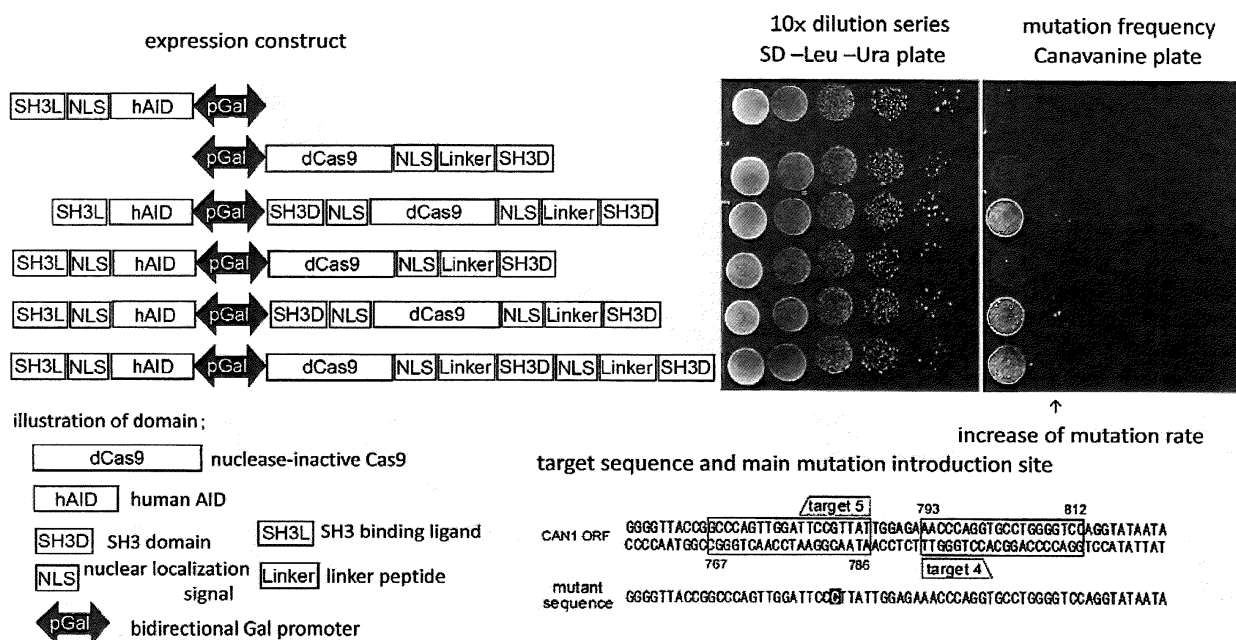 expression construct
10x dilution series
SD –Leu –Ura plate
mutation frequency
Canavanine plate
SH3L NLS hAID pGal
pGal dCas9 NLS Linker SH3D
SH3L hAID pGal SH3D NLS dCas9 NLS Linker SH3D
SH3L NLS hAID pGal dCas9 NLS Linker SH3D
SH3L NLS hAID pGal SH3D NLS dCas9 NLS Linker SH3D
SH3L NLS hAID pGal dCas9 NLS Linker SH3D NLS Linker SH3D
↑
increase of mutation rate
illustration of domain;
dCas9 nuclease-inactive Cas9
hAID human AID
SH3D SH3 domain
SH3L SH3 binding ligand
NLS nuclear localization
signal
Linker linker peptide
pGal bidirectional Gal promoter
target sequence and main mutation introduction site
target 5 793 812
CAN1 ORF
GGGGTTACCGGCCCAGTTGGATTCCGTTATTGGAGAAACCCAGGTGCCTGGGGTCCAGGTATAATA
CCCCAATGGCCGGGTCAACCTAAGGCAATAACCTCTTTGGGTCCACGGACCCCAGGTCCATATTAT
767 786 target 4
mutant
sequence
GGGGTTACCGGCCCAGTTGGATTCCCTTATTGGAGAAACCCAGGTGCCTGGGGTCCAGGTATAATA